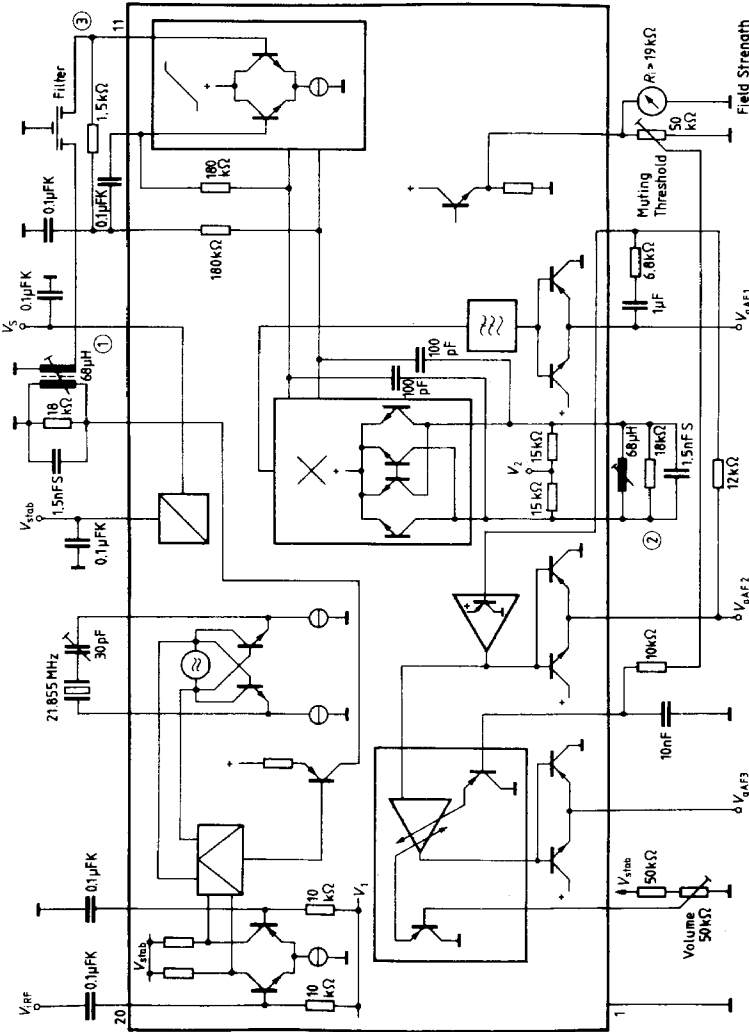 V_iRF
0.1µFK
0.1µFK
20
V_stab
10
kΩ
10
kΩ
V_1
21.855 MHz
30pF
V_stab
0.1µFK
1.5nF S
18
kΩ
68µH
①
V_S
0.1µFK
0.1µFK
0.1µFK
1.5kΩ
Filter
③
11
180
kΩ
180kΩ
100
pF
100
pF
V_2
15kΩ
15kΩ
1
Volume
50kΩ
V_stab
50kΩ
V_qAF3
10nF
10kΩ
V_qAF2
12kΩ
②
68µH
18kΩ
1.5nF S
V_qAF1
1µF
6.8kΩ
Muting
Threshold
50
kΩ
R_i > 19kΩ
Field Strength